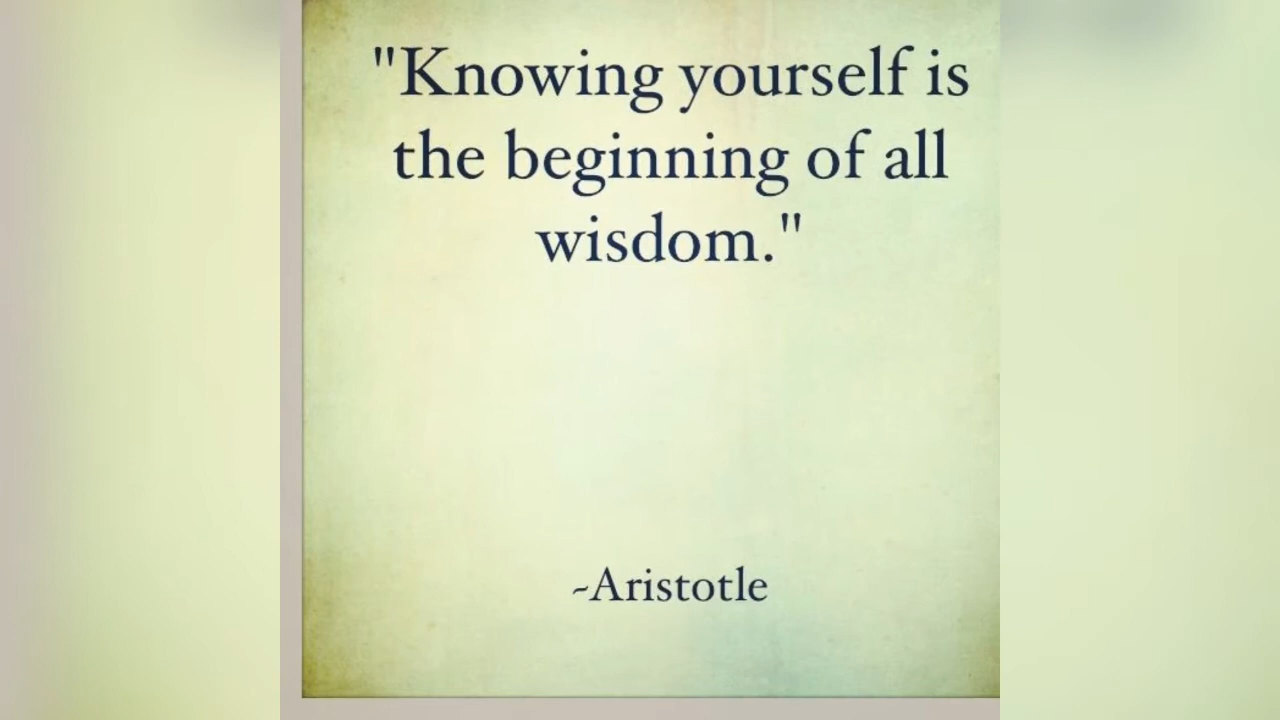 "Knowing yourself is
the beginning of all
wisdom."
~Aristotle